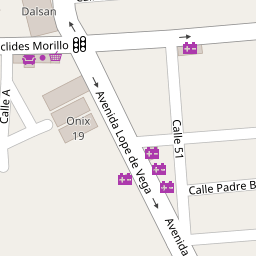 Dalsan
clides Morillo
Calle A
Onix
19
Avenida Lope de Vega
Calle 51
Calle Padre B
Avenida